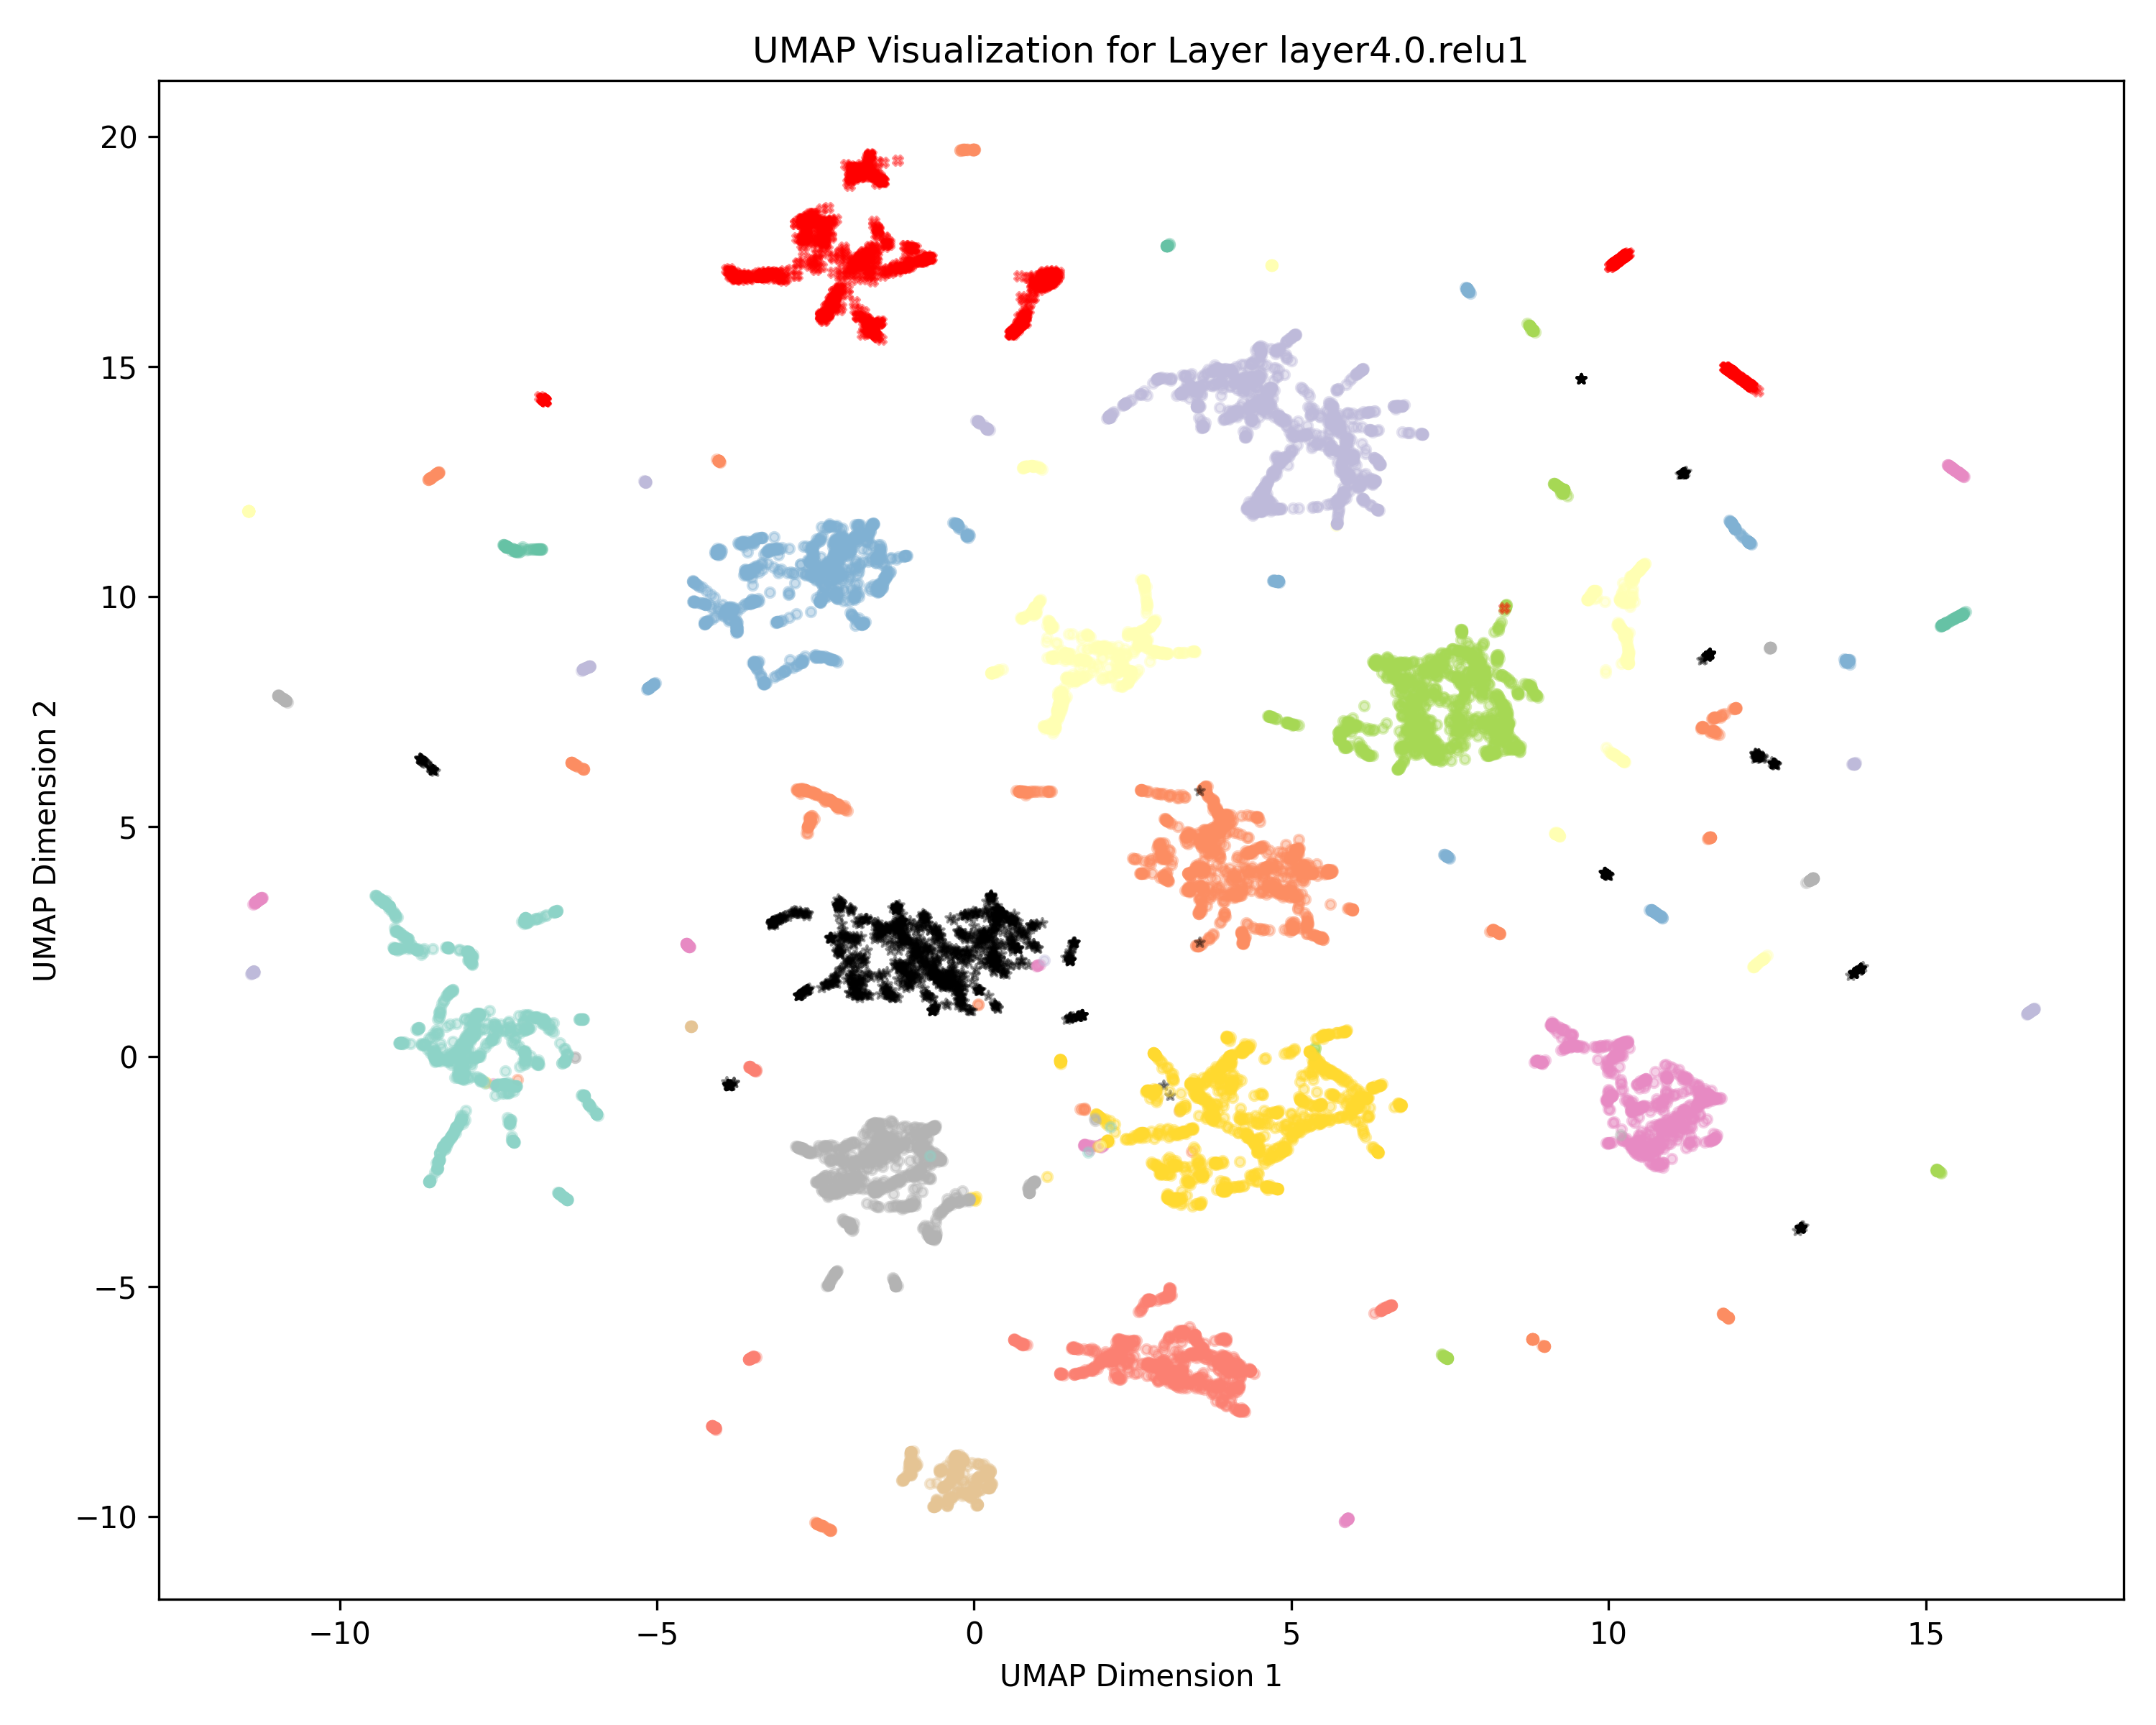 UMAP Visualization for Layer layer4.0.relu1
20
15
10
5
0
−5
−10
UMAP Dimension 2
−10 −5 0 5 10 15
UMAP Dimension 1